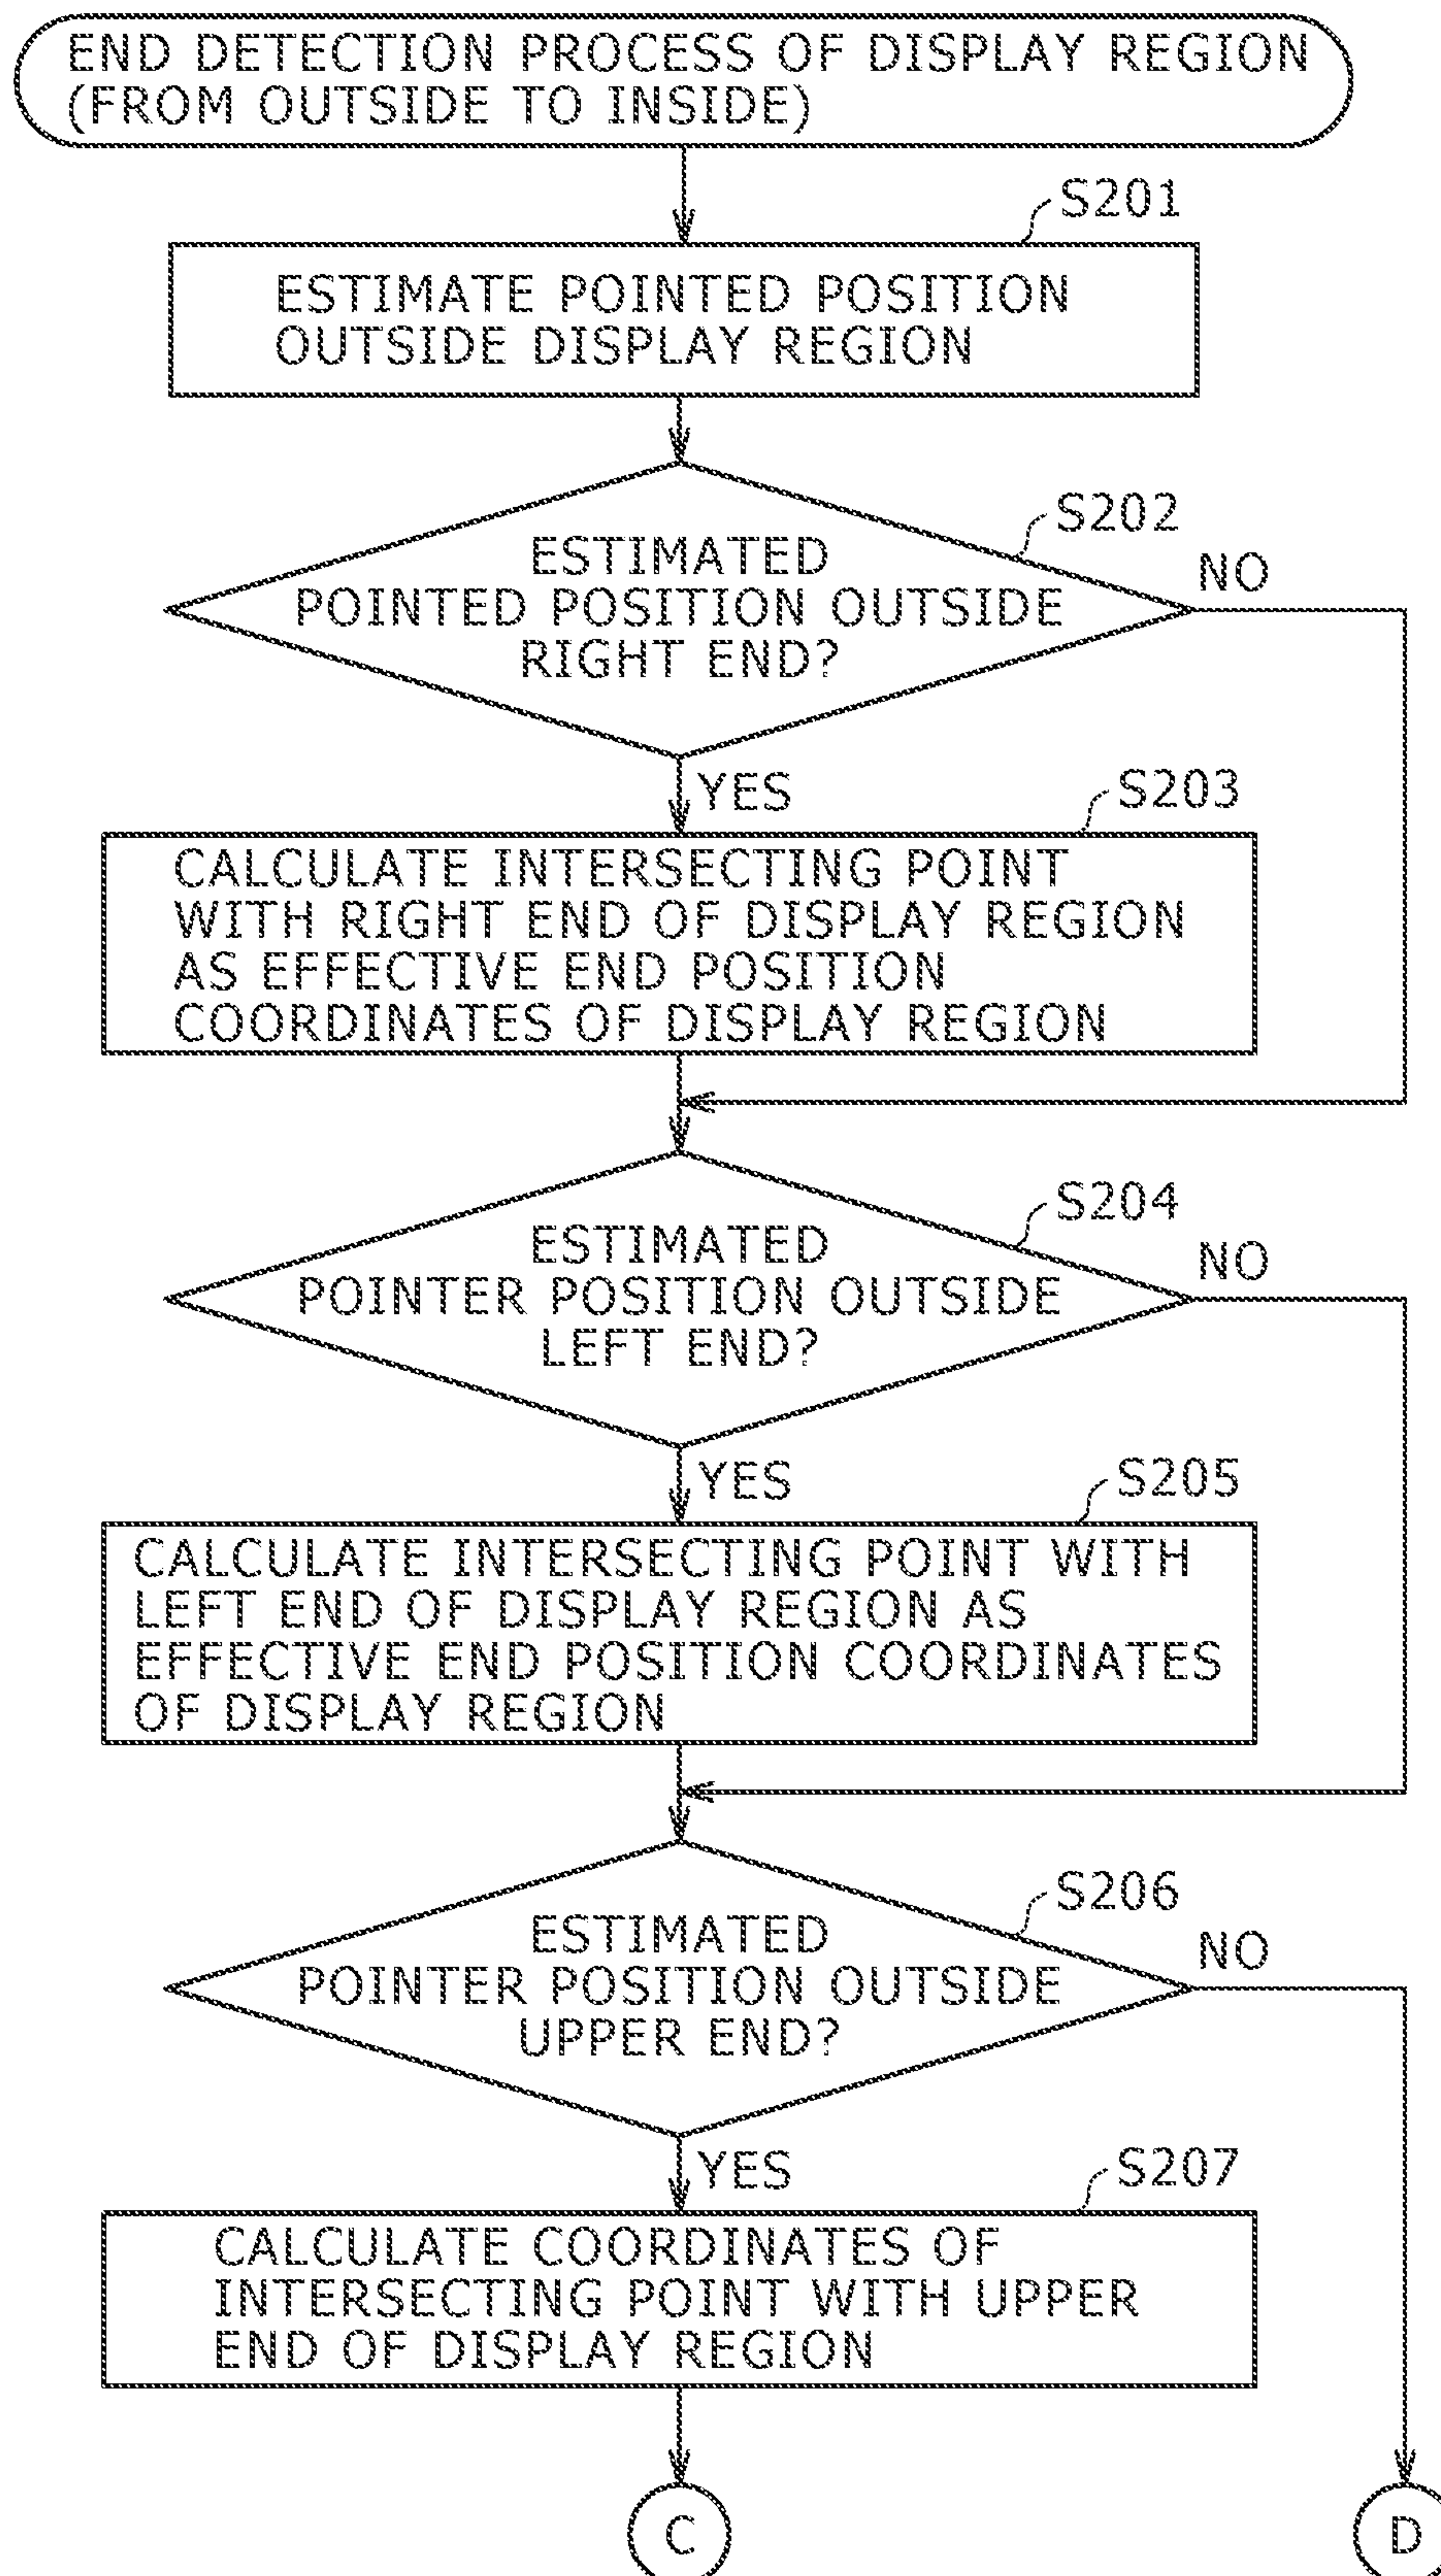 END DETECTION PROCESS OF DISPLAY REGION
(FROM OUTSIDE TO INSIDE)
S201
ESTIMATE POINTED POSITION
OUTSIDE DISPLAY REGION
S202
ESTIMATED
POINTED POSITION OUTSIDE
RIGHT END?
NO
YES
S203
CALCULATE INTERSECTING POINT
WITH RIGHT END OF DISPLAY REGION
AS EFFECTIVE END POSITION
COORDINATES OF DISPLAY REGION
S204
ESTIMATED
POINTER POSITION OUTSIDE
LEFT END?
NO
YES
S205
CALCULATE INTERSECTING POINT WITH
LEFT END OF DISPLAY REGION AS
EFFECTIVE END POSITION COORDINATES
OF DISPLAY REGION
S206
ESTIMATED
POINTER POSITION OUTSIDE
UPPER END?
NO
YES
S207
CALCULATE COORDINATES OF
INTERSECTING POINT WITH UPPER
END OF DISPLAY REGION
C
D